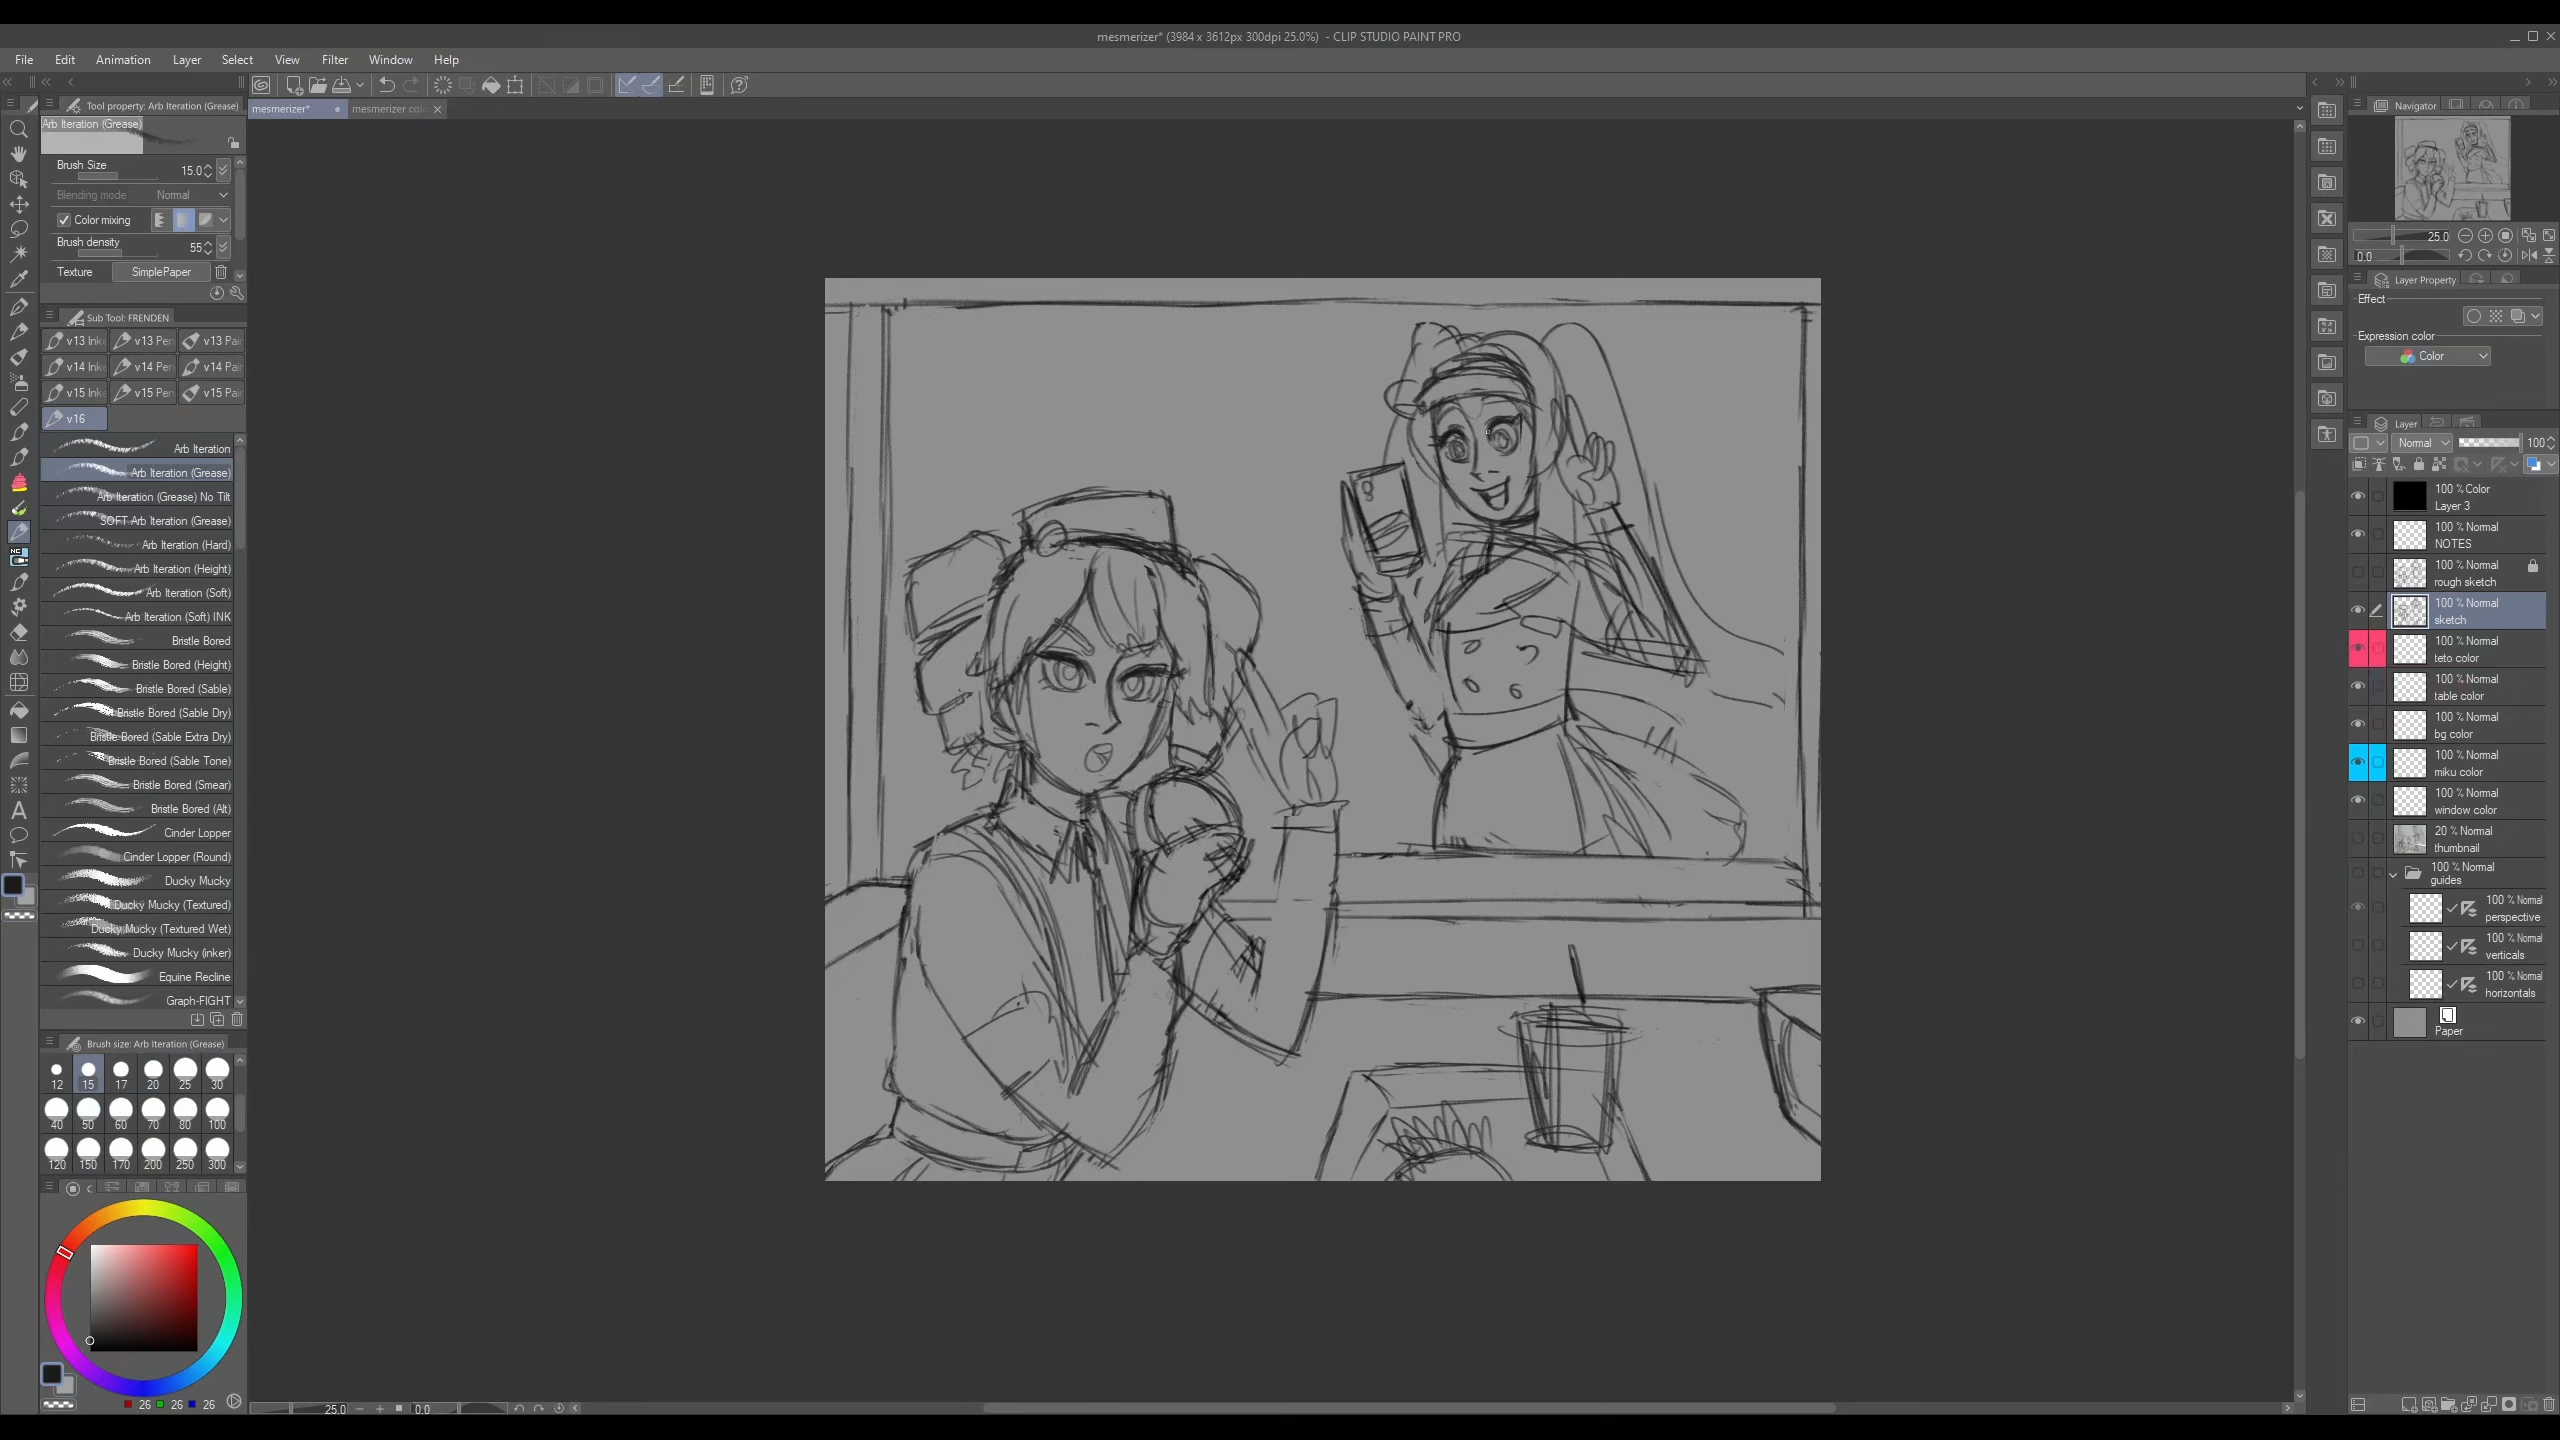 mesmerizer* (3984 x 3612px 300dpi 25.0%) - CLIP STUDIO PAINT PRO
File Edit Animation Layer Select View Filter Window Help
Tool property: Arb Iteration (Grease)
mesmerizer*
mesmerizer col
Arb Iteration (Grease)
Brush Size 15.0
Blending mode Normal
Color mixing
Brush density 55
Texture SimplePaper
Sub Tool: FRENDEN
v13 Ink v13 Pen v13 Pai
v14 Ink v14 Pen v14 Pai
v15 Ink v15 Pen v15 Pai
v16
Arb Iteration
Arb Iteration (Grease)
Arb Iteration (Grease) No Tilt
SOFT Arb Iteration (Grease)
Arb Iteration (Hard)
Arb Iteration (Height)
Arb Iteration (Soft)
Arb Iteration (Soft) INK
Bristle Bored
Bristle Bored (Height)
Bristle Bored (Sable)
Bristle Bored (Sable Dry)
Bristle Bored (Sable Extra Dry)
Bristle Bored (Sable Tone)
Bristle Bored (Smear)
Bristle Bored (Alt)
Cinder Lopper
Cinder Lopper (Round)
Ducky Mucky
Ducky Mucky (Textured)
Ducky Mucky (Textured Wet)
Ducky Mucky (inker)
Equine Recline
Graph-FIGHT
Brush size: Arb Iteration (Grease)
12 15 17 20 25 30
40 50 60 70 80 100
120 150 170 200 250 300
26 26 26
25.0 0.0
Navigator
25.0
0.0
Layer Property
Effect
Expression color
Color
Layer
Normal 100
100 % Color
Layer 3
100 % Normal
NOTES
100 % Normal
rough sketch
100 % Normal
sketch
100 % Normal
teto color
100 % Normal
table color
100 % Normal
bg color
100 % Normal
miku color
100 % Normal
window color
20 % Normal
thumbnail
100 % Normal
guides
100 % Normal
perspective
100 % Normal
verticals
100 % Normal
horizontals
Paper